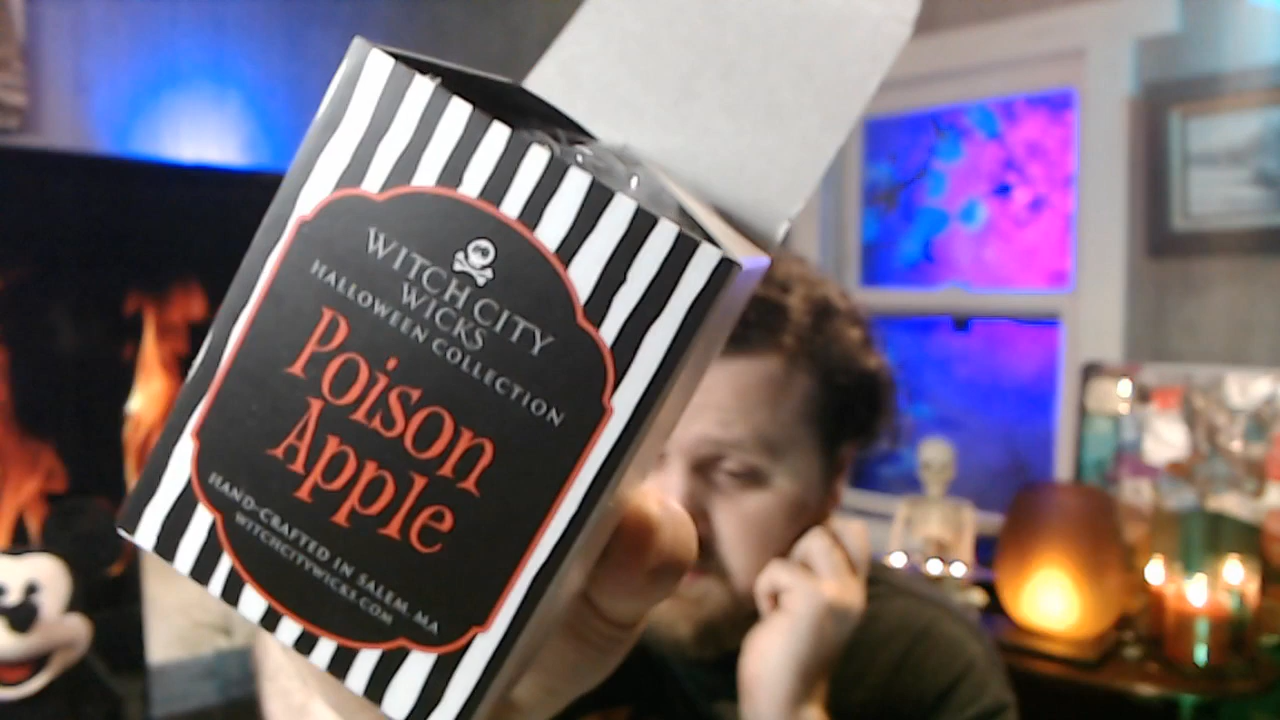 WITCH CITY
WICKS
HALLOWEEN COLLECTION
Poison
Apple
HAND-CRAFTED IN SALEM, MA
WITCHCITYWICKS.COM